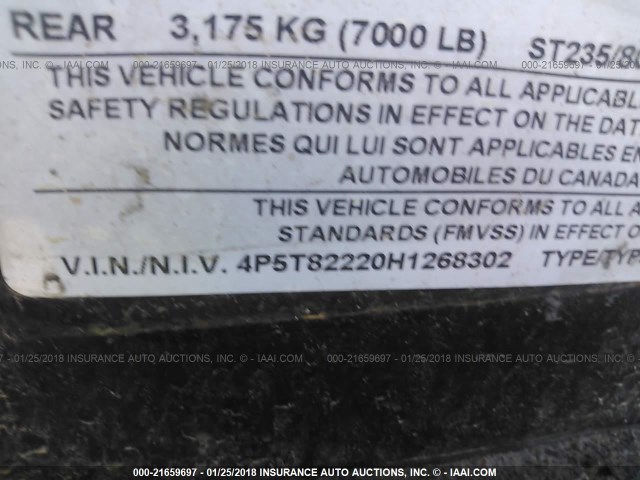 REAR 3,175 KG (7000 LB) ST235/8
THIS VEHICLE CONFORMS TO ALL APPLICABL
SAFETY REGULATIONS IN EFFECT ON THE DAT
NORMES QUI LUI SONT APPLICABLES EN
AUTOMOBILES DU CANADA
THIS VEHICLE CONFORMS TO ALL A
STANDARDS (FMVSS) IN EFFECT O
V.I.N./N.I.V. 4P5T82220H1268302 TYPE/TYP
000-21659697 - 01/25/2018 INSURANCE AUTO AUCTIONS, INC. © - IAAI.COM